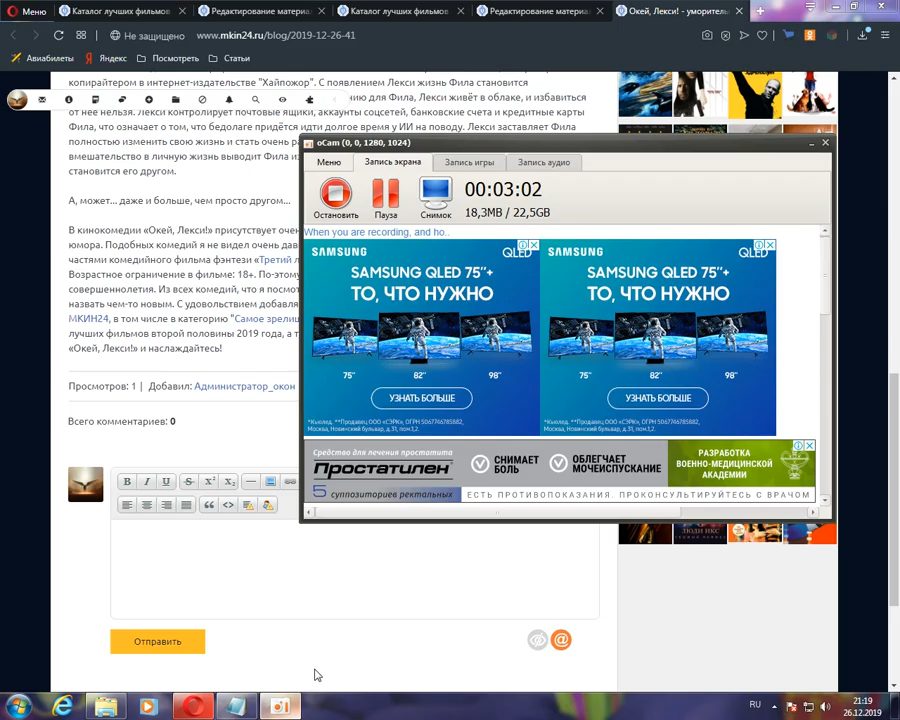 Меню
Каталог лучших фильмов
Редактирование материа
Каталог лучших фильмов
Редактирование материа
Окей, Лекси! - уморитель
Не защищено
www.mkin24.ru/blog/2019-12-26-41
Авиабилеты
Яндекс
Посмотреть
Статьи
копирайтером в интернет-издательстве "Хайпожор". С появлением Лекси жизнь Фила становится
нию для Фила, Лекси живёт в облаке, и избавиться
от неё нельзя. Лекси контролирует почтовые ящики, аккаунты соцсетей, банковские счета и кредитные карты
Фила, что означает о том, что бедолаге придётся идти долгое время у ИИ на поводу. Лекси заставляет Фила
полностью изменить свою жизнь и стать очень ра
вмешательство в личную жизнь выводит Фила из
становится его другом.
А, может... даже и больше, чем просто другом...
В кинокомедии «Окей, Лекси!» присутствует очен
юмора. Подобных комедий я не видел очень дав
частями комедийного фильма фэнтези «Третий л
Возрастное ограничение в фильме: 18+. По-этому
совершеннолетия. Из всех комедий, что я посмот
назвать чем-то новым. С удовольствием добавля
МКИН24, в том числе в категорию "Самое зрелищ
лучших фильмов второй половины 2019 года, а т
«Окей, Лекси!» и наслаждайтесь!
Просмотров: 1 | Добавил: Администратор_окон
Всего комментариев: 0
B I U S X² X₂
Отправить
oCam (0, 0, 1280, 1024)
Меню
Запись экрана
Запись игры
Запись аудио
Остановить
Пауза
Снимок
00:03:02
18,3MB / 22,5GB
When you are recording, and ho..
SAMSUNG
QLED
SAMSUNG QLED 75"+
ТО, ЧТО НУЖНО
75"
82"
98"
УЗНАТЬ БОЛЬШЕ
SAMSUNG
QLED
SAMSUNG QLED 75"+
ТО, ЧТО НУЖНО
75"
82"
98"
УЗНАТЬ БОЛЬШЕ
Средство для лечения простатита
Простатилен
5 суппозиториев ректальных
СНИМАЕТ
БОЛЬ
ОБЛЕГЧАЕТ
МОЧЕИСПУСКАНИЕ
РАЗРАБОТКА
ВОЕННО-МЕДИЦИНСКОЙ
АКАДЕМИИ
ЕСТЬ ПРОТИВОПОКАЗАНИЯ. ПРОКОНСУЛЬТИРУЙТЕСЬ С ВРАЧОМ
ЛЮДИ ИКС
RU
21:19
26.12.2019